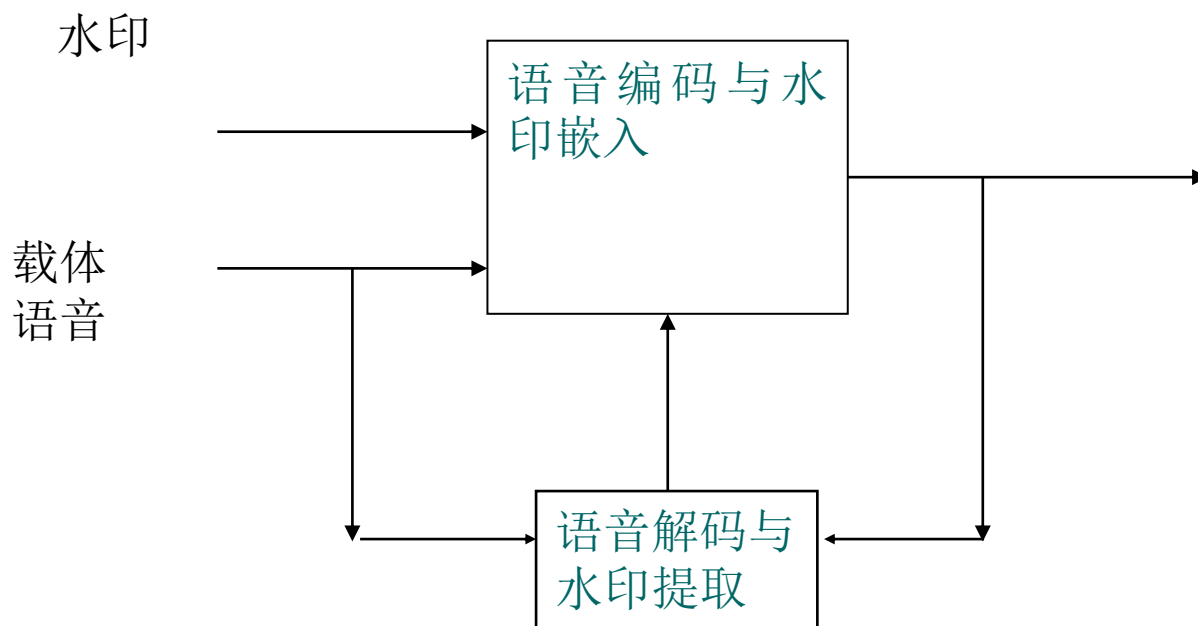 水印
语音编码与水
印嵌入
载体
语音
语音解码与
水印提取